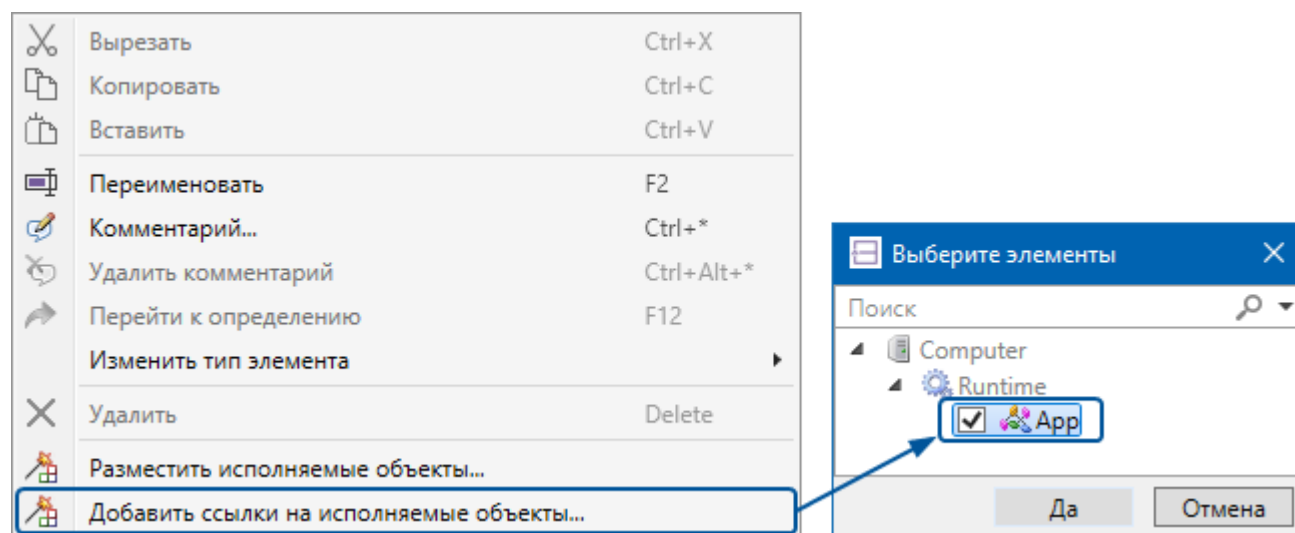 Вырезать Ctrl+X
Копировать Ctrl+C
Вставить Ctrl+V
Переименовать F2
Комментарий... Ctrl+*
Удалить комментарий Ctrl+Alt+*
Перейти к определению F12
Изменить тип элемента
Удалить Delete
Разместить исполняемые объекты...
Добавить ссылки на исполняемые объекты...
Выберите элементы
Поиск
Computer
Runtime
App
Да Отмена